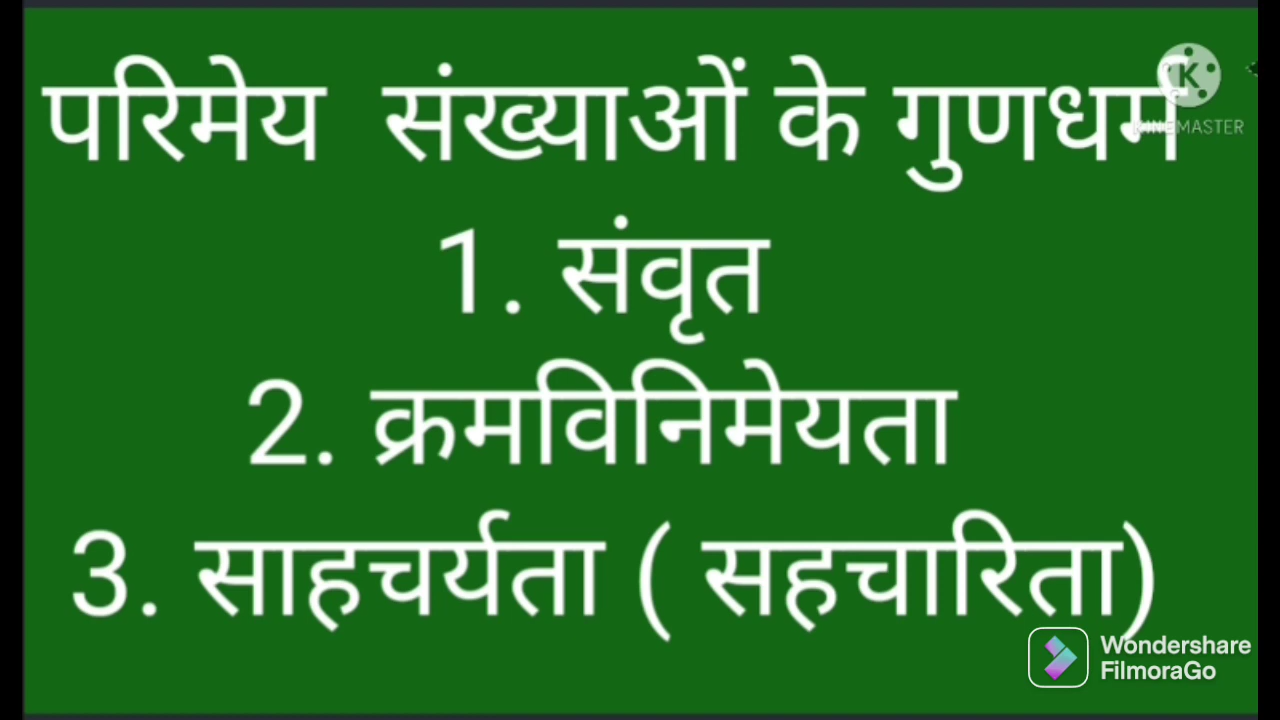 परिमेय संख्याओं के गुणधर्म
KINEMASTER
1. संवृत
2. क्रमविनिमेयता
3. साहचर्यता ( सहचारिता)
Wondershare
FilmoraGo